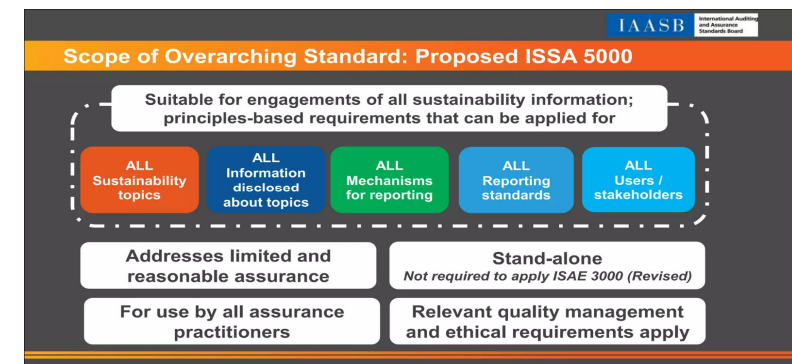 IAASB
International Auditing
and Assurance
Standards Board
Scope of Overarching Standard: Proposed ISSA 5000
Suitable for engagements of all sustainability information;
principles-based requirements that can be applied for
ALL
Sustainability
topics
ALL
Information
disclosed
about topics
ALL
Mechanisms
for reporting
ALL
Reporting
standards
ALL
Users /
stakeholders
Addresses limited and
reasonable assurance
Stand-alone
Not required to apply ISAE 3000 (Revised)
For use by all assurance
practitioners
Relevant quality management
and ethical requirements apply